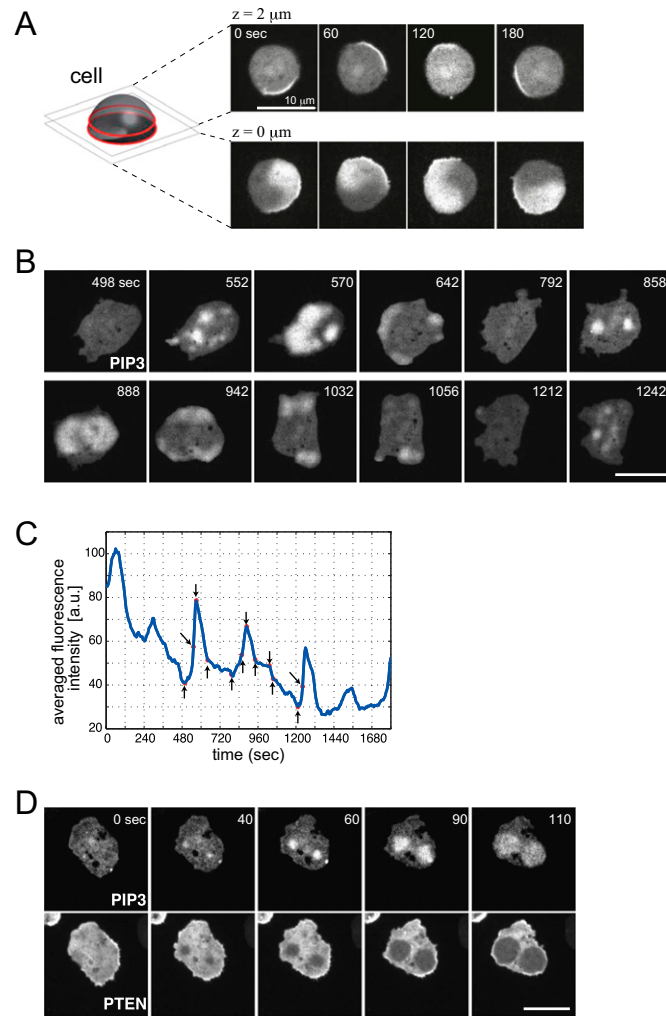 A
z = 2 μm
cell
0 sec 60 120 180
10 μm
z = 0 μm
B
498 sec 552 570 642 792 858
PIP3
888 942 1032 1056 1212 1242
C
averaged fluorescence
intensity [a.u.]
100
80
60
40
20
0 240 480 720 960 1200 1440 1680
time (sec)
D
0 sec 40 60 90 110
PIP3
PTEN